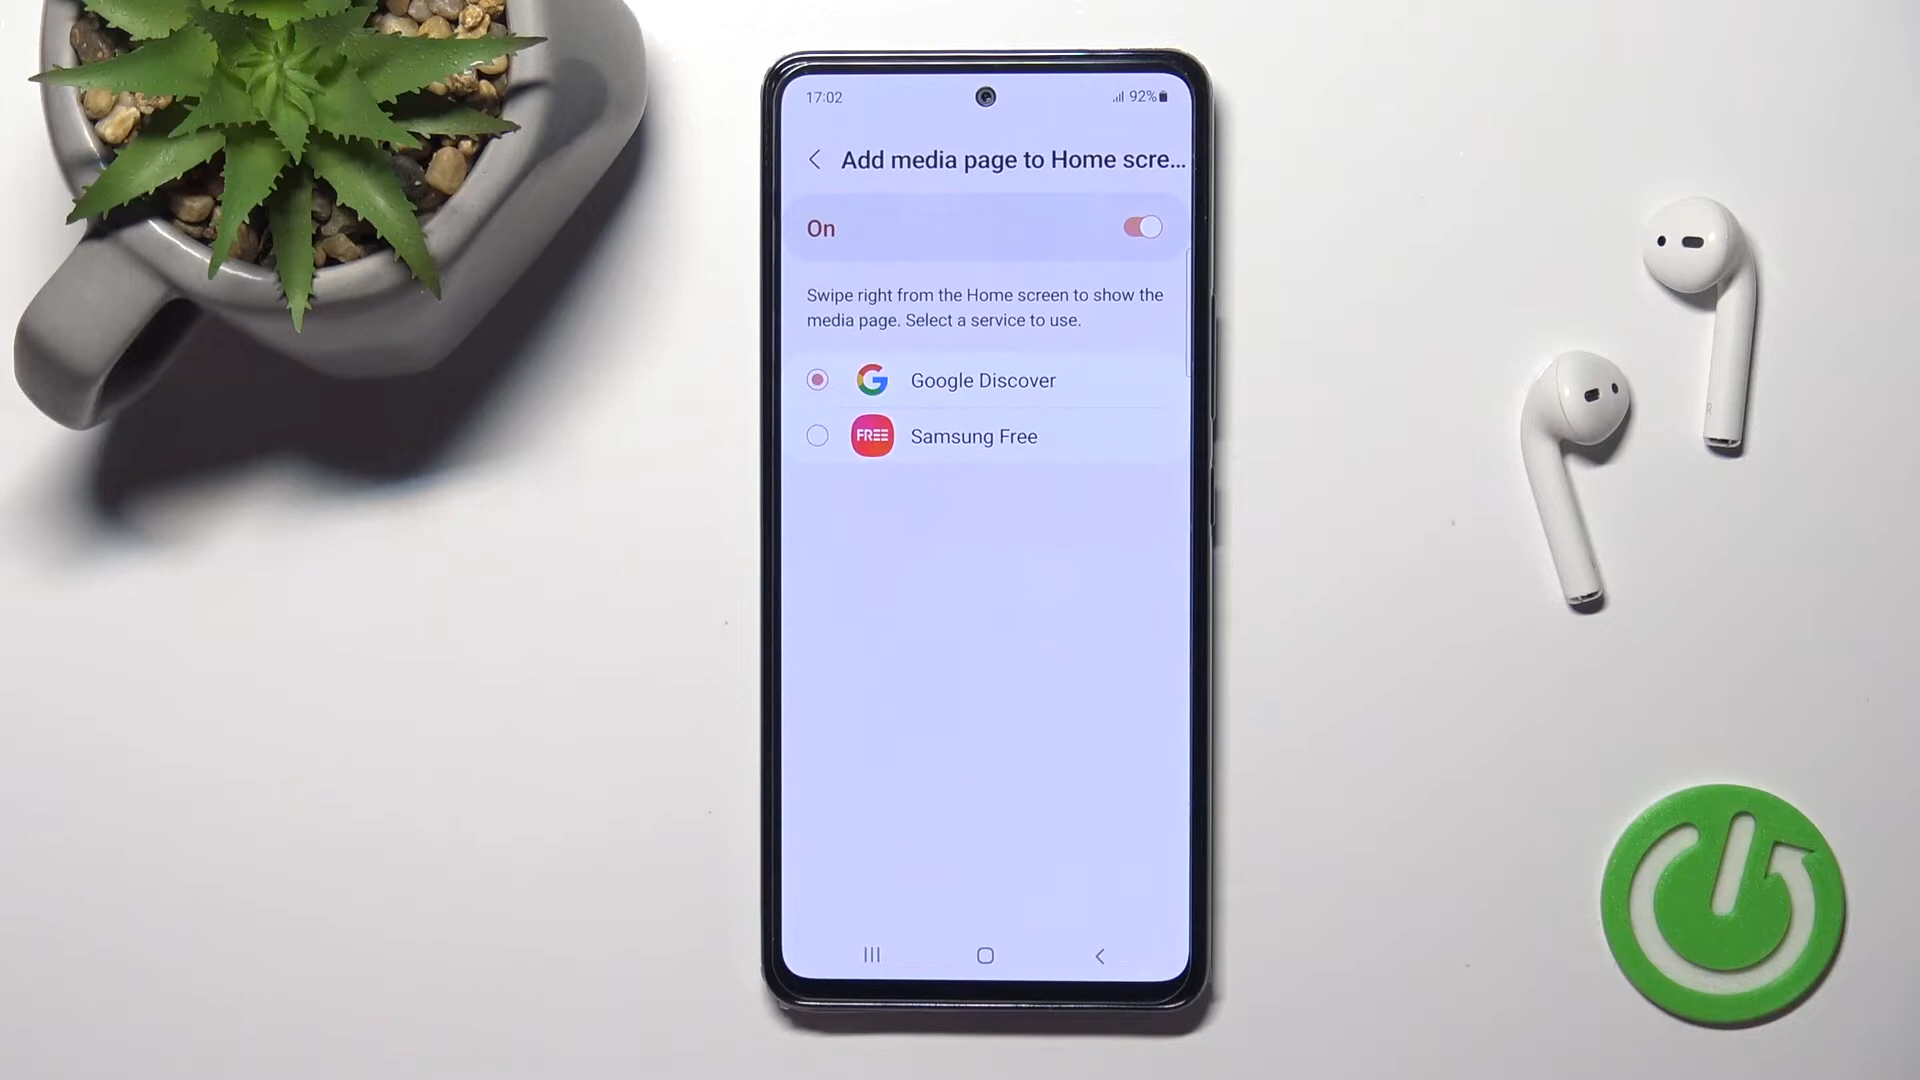 17:02
92%
Add media page to Home scre...
On
Swipe right from the Home screen to show the
media page. Select a service to use.
Google Discover
FREE
Samsung Free
R